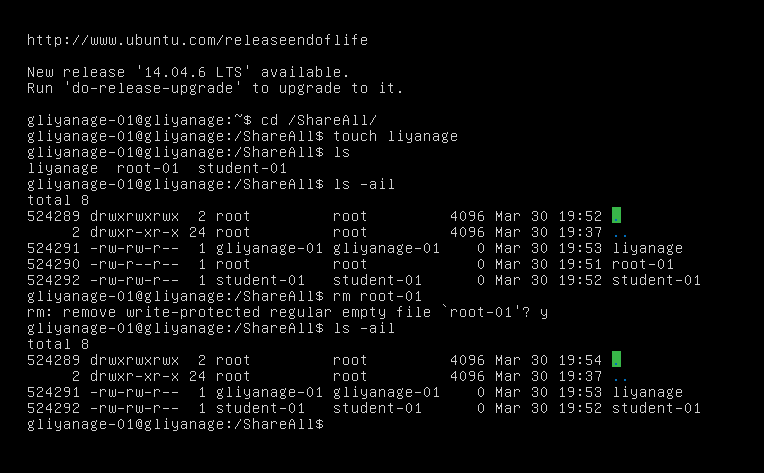 http://www.ubuntu.com/releaseendoflife
New release '14.04.6 LTS' available.
Run 'do-release-upgrade' to upgrade to it.
gliyanage-01@gliyanage:~$ cd /ShareAll/
gliyanage-01@gliyanage:/ShareAll$ touch liyanage
gliyanage-01@gliyanage:/ShareAll$ ls
liyanage  root-01  student-01
gliyanage-01@gliyanage:/ShareAll$ ls -ail
total 8
524289 drwxrwxrwx  2 root         root         4096 Mar 30 19:52 .
     2 drwxr-xr-x 24 root         root         4096 Mar 30 19:37 ..
524291 -rw-rw-r--  1 gliyanage-01 gliyanage-01    0 Mar 30 19:53 liyanage
524290 -rw-r--r--  1 root         root            0 Mar 30 19:51 root-01
524292 -rw-rw-r--  1 student-01   student-01      0 Mar 30 19:52 student-01
gliyanage-01@gliyanage:/ShareAll$ rm root-01
rm: remove write-protected regular empty file `root-01'? y
gliyanage-01@gliyanage:/ShareAll$ ls -ail
total 8
524289 drwxrwxrwx  2 root         root         4096 Mar 30 19:54 .
     2 drwxr-xr-x 24 root         root         4096 Mar 30 19:37 ..
524291 -rw-rw-r--  1 gliyanage-01 gliyanage-01    0 Mar 30 19:53 liyanage
524292 -rw-rw-r--  1 student-01   student-01      0 Mar 30 19:52 student-01
gliyanage-01@gliyanage:/ShareAll$